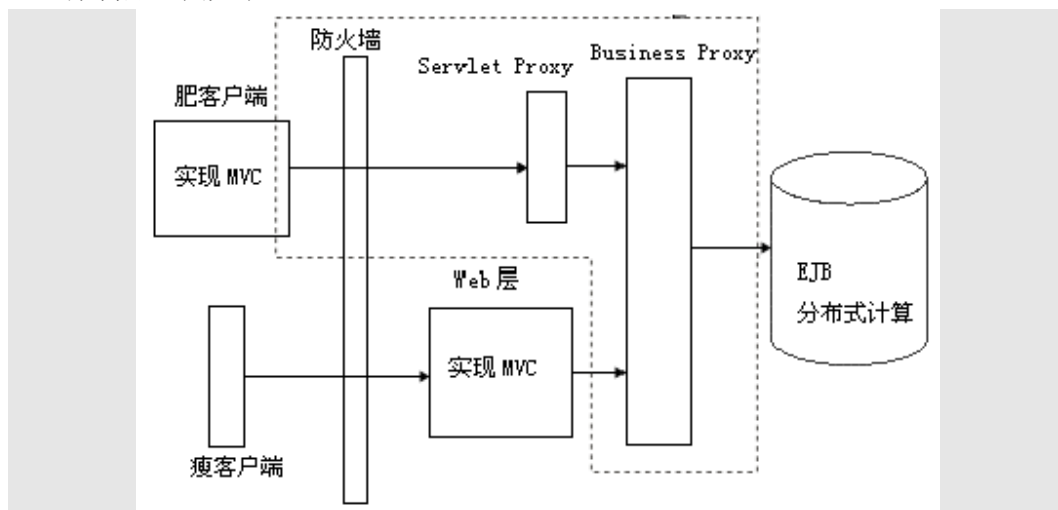 防火墙
Servlet Proxy
Business Proxy
肥客户端
实现 MVC
Web 层
实现 MVC
EJB
分布式计算
瘦客户端